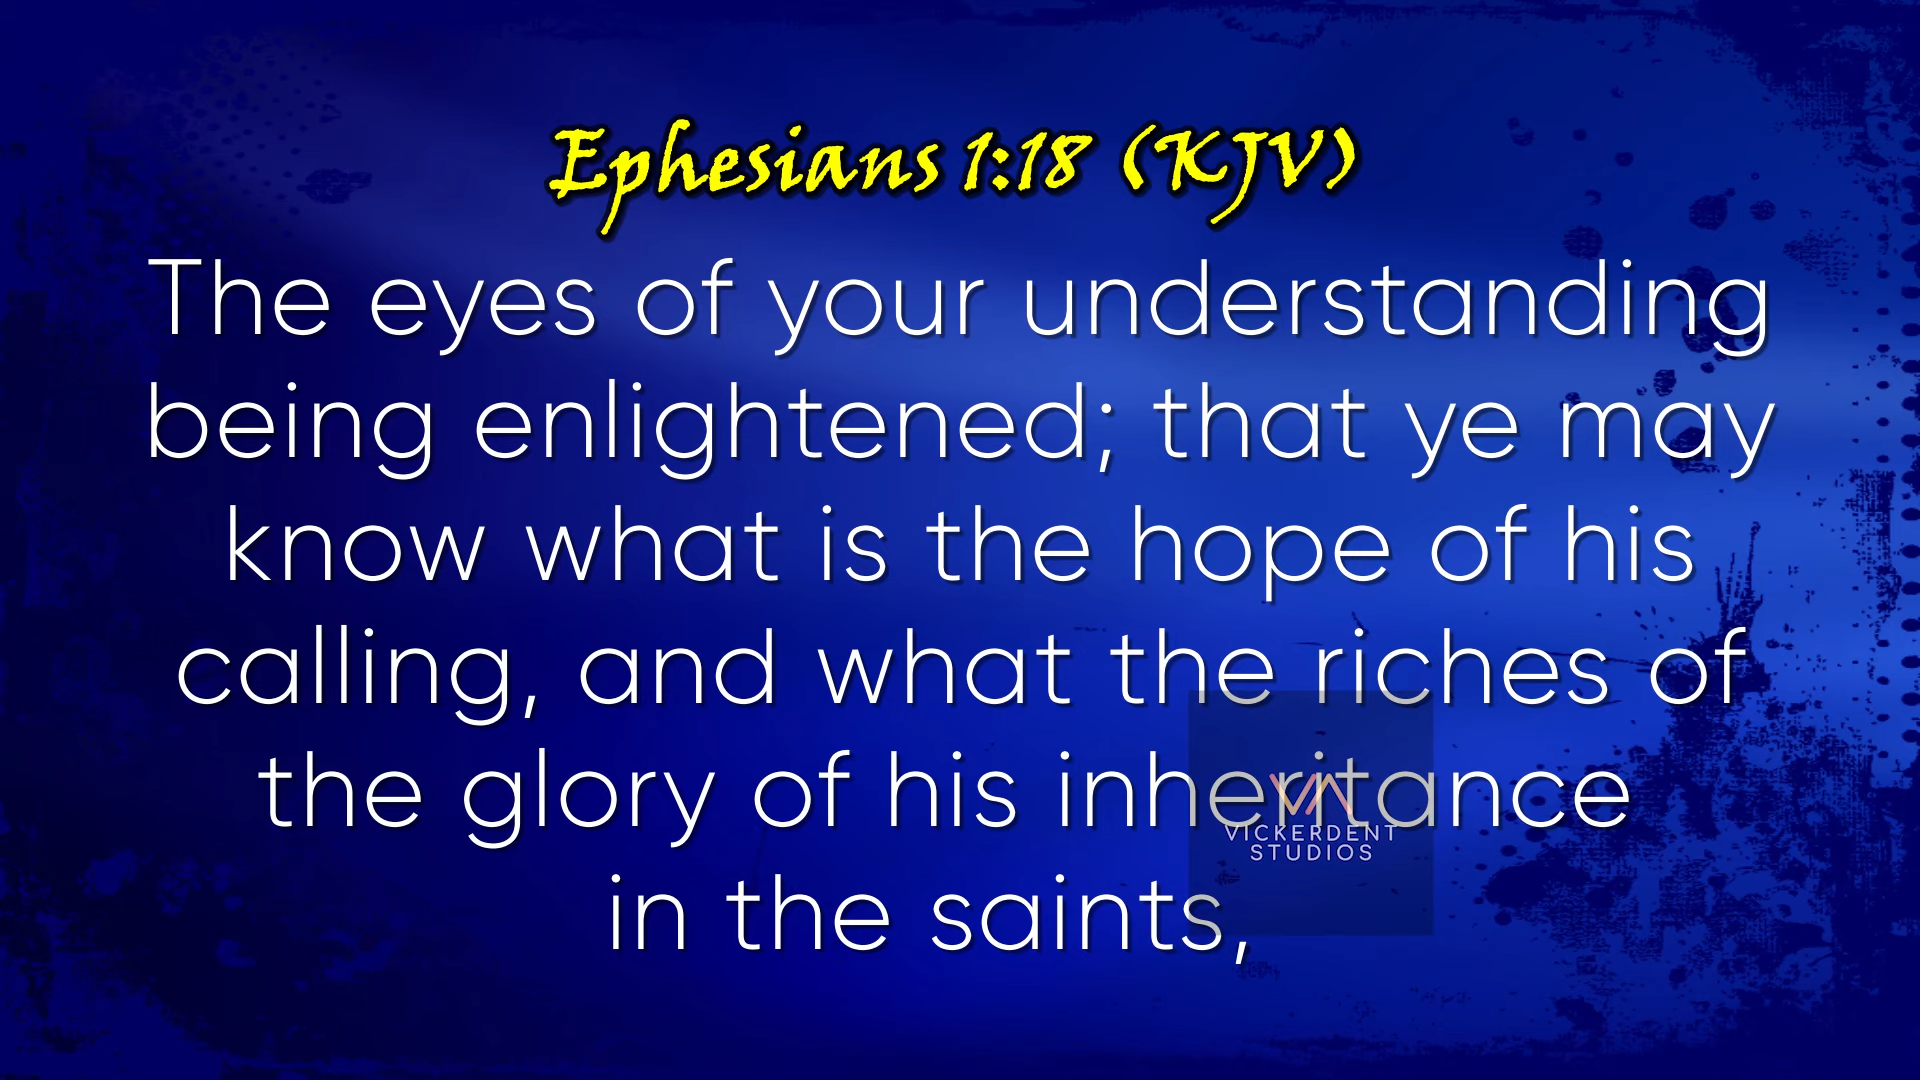 Ephesians 1:18 (KJV)
The eyes of your understanding
being enlightened; that ye may
know what is the hope of his
calling, and what the riches of
the glory of his inheritance
VICKERDENT
STUDIOS
in the saints,